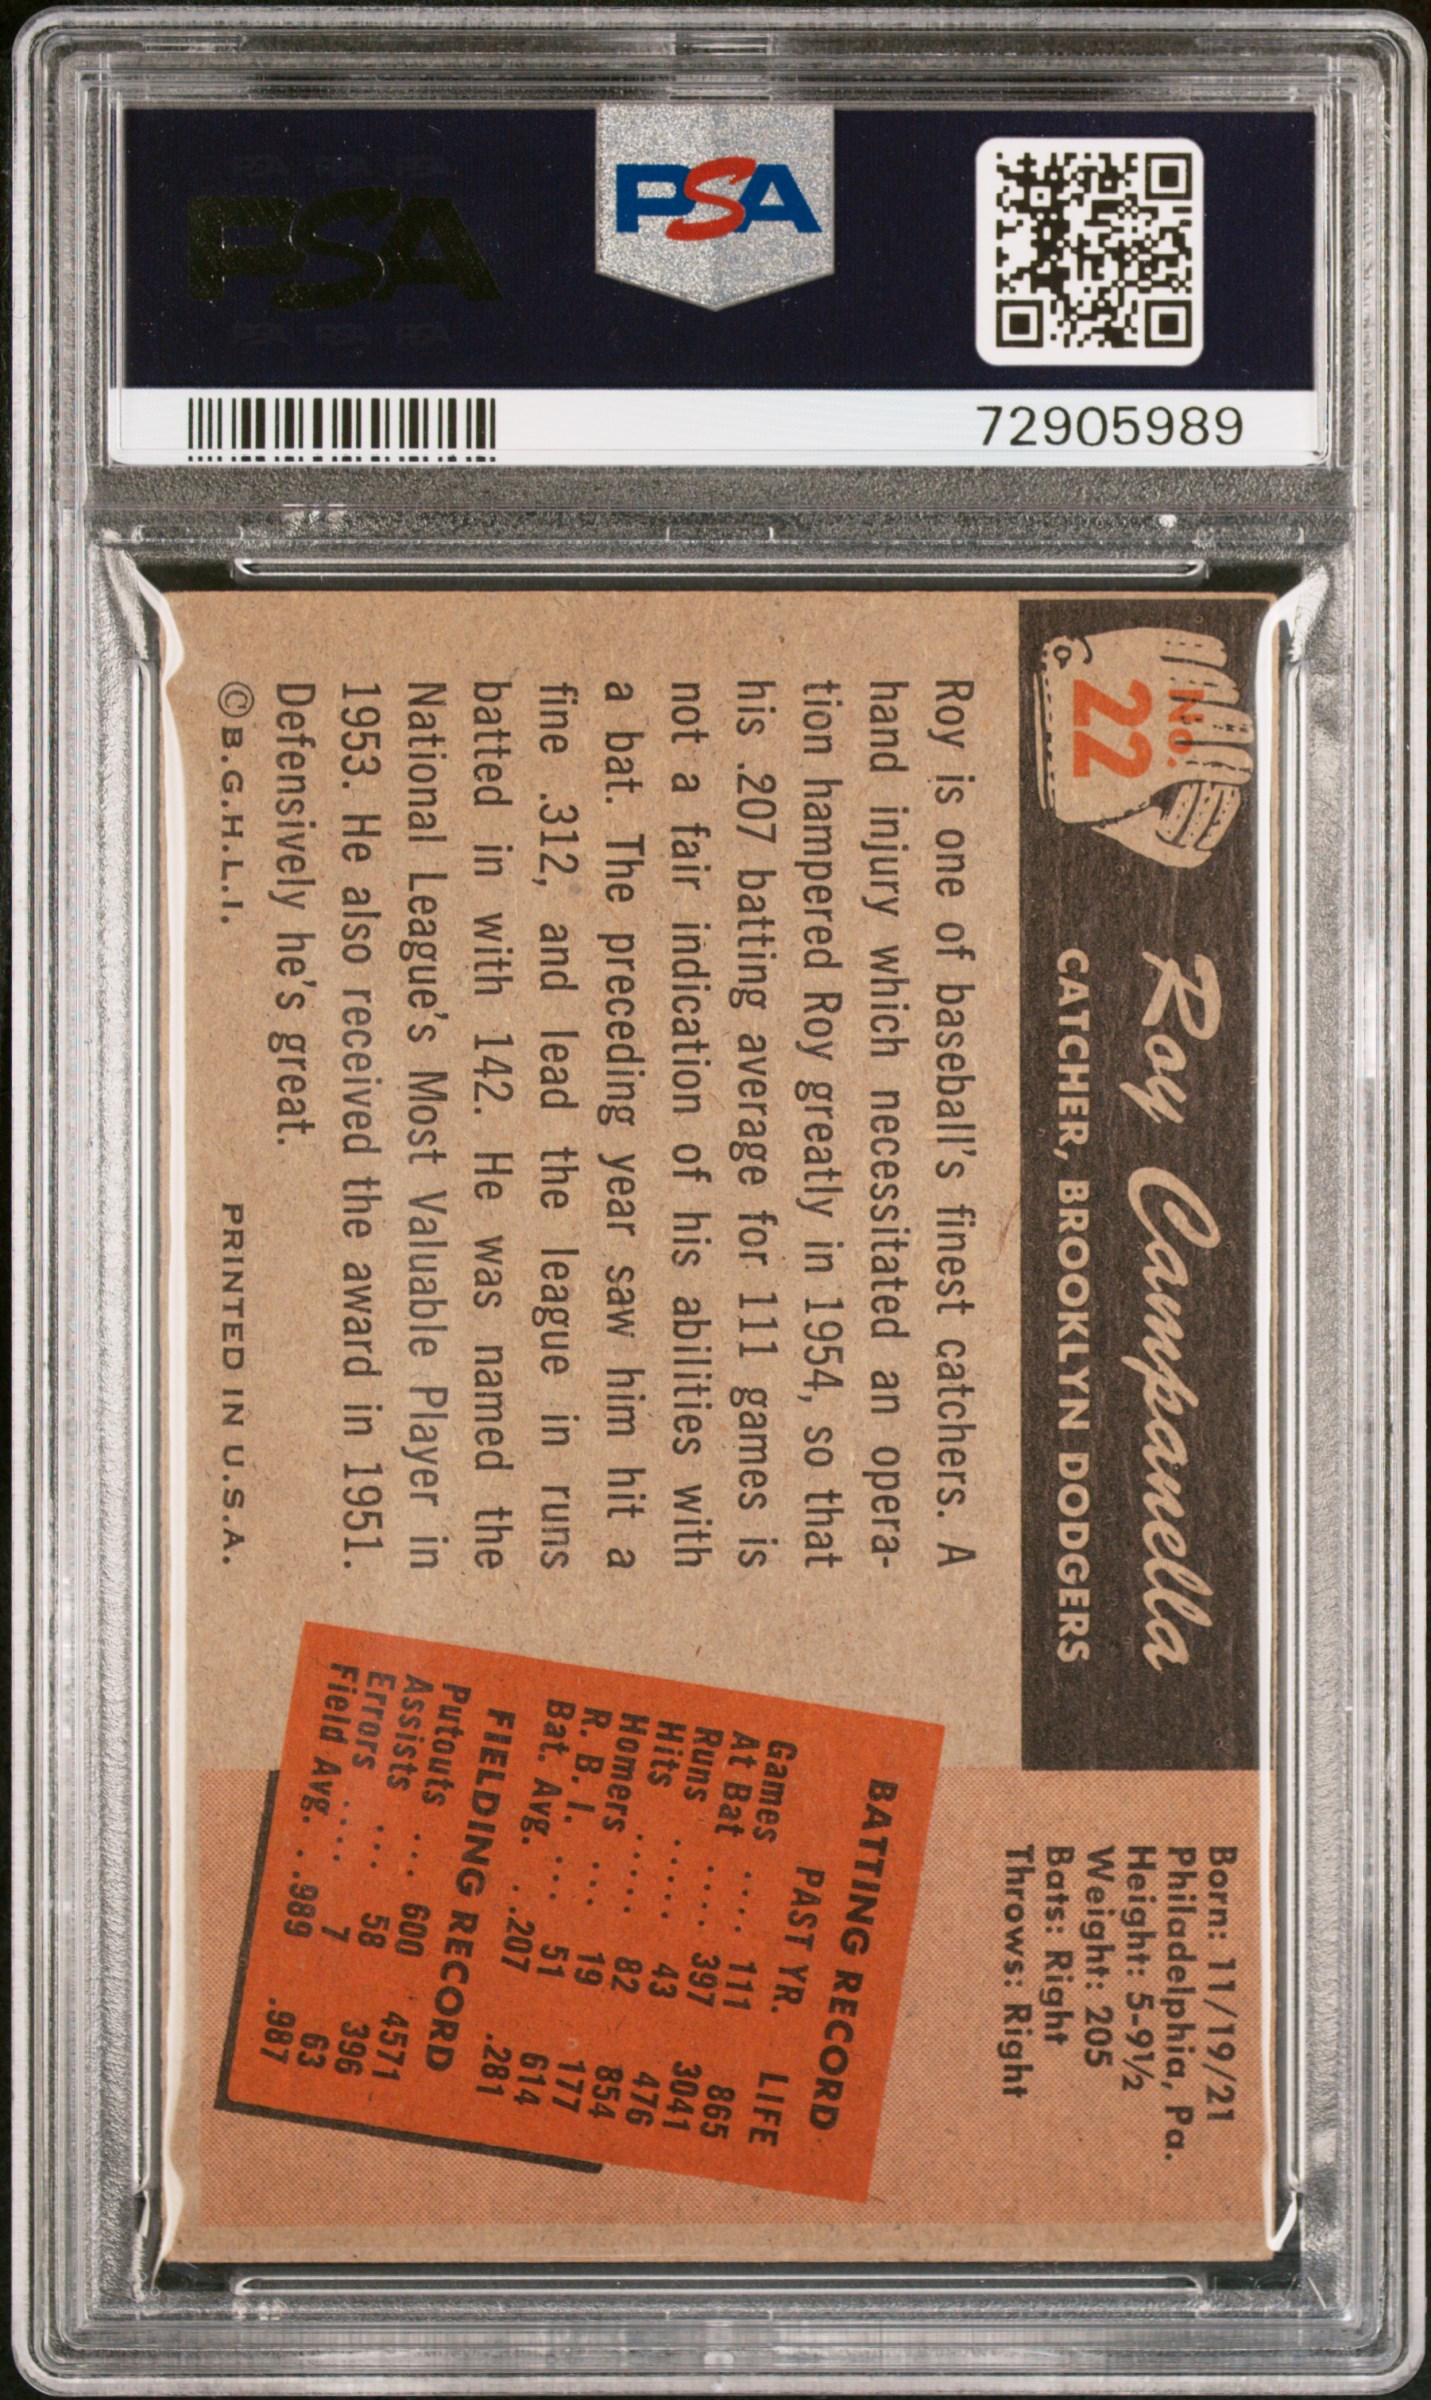 PSA
PSA
72905989
No.
22
Roy Campanella
CATCHER, BROOKLYN DODGERS
Born: 11/19/21
Philadelphia, Pa.
Height: 5-9½
Weight: 205
Bats: Right
Throws: Right
Roy is one of baseball's finest catchers. A
hand injury which necessitated an opera-
tion hampered Roy greatly in 1954, so that
his .207 batting average for 111 games is
not a fair indication of his abilities with
a bat. The preceding year saw him hit a
fine .312, and lead the league in runs
batted in with 142. He was named the
National League's Most Valuable Player in
1953. He also received the award in 1951.
Defensively he's great.
©B.G.H.L.I. PRINTED IN U.S.A.
BATTING RECORD
PAST YR. LIFE
Games .... 111 865
At Bat .... 397 3041
Runs ..... 43 476
Hits ..... 82 854
Homers ... 19 177
R. B. I. ... 51 614
Bat. Avg. . .207 .281
FIELDING RECORD
Putouts ... 600 4571
Assists ... 58 396
Errors .... 7 63
Field Avg. . .989 .987